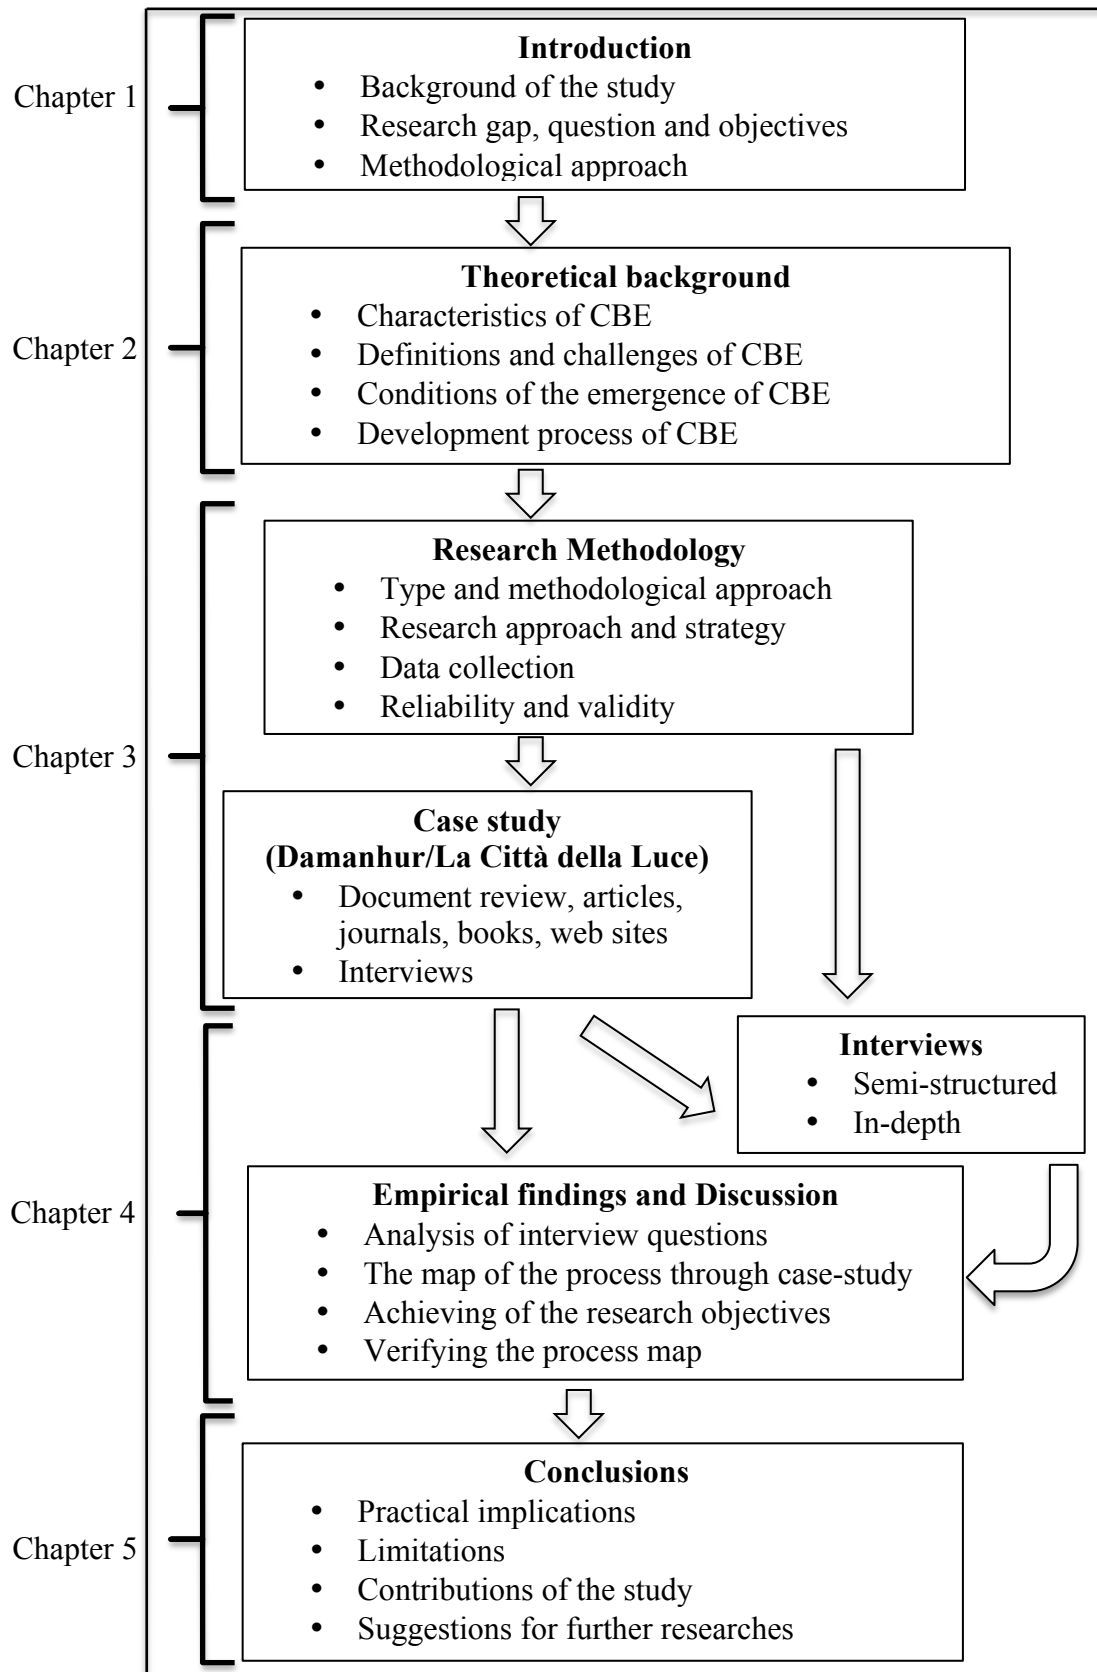 Chapter 1
Introduction
• Background of the study
• Research gap, question and objectives
• Methodological approach
Chapter 2
Theoretical background
• Characteristics of CBE
• Definitions and challenges of CBE
• Conditions of the emergence of CBE
• Development process of CBE
Chapter 3
Research Methodology
• Type and methodological approach
• Research approach and strategy
• Data collection
• Reliability and validity
Case study
(Damanhur/La Città della Luce)
• Document review, articles,
journals, books, web sites
• Interviews
Interviews
• Semi-structured
• In-depth
Chapter 4
Empirical findings and Discussion
• Analysis of interview questions
• The map of the process through case-study
• Achieving of the research objectives
• Verifying the process map
Chapter 5
Conclusions
• Practical implications
• Limitations
• Contributions of the study
• Suggestions for further researches